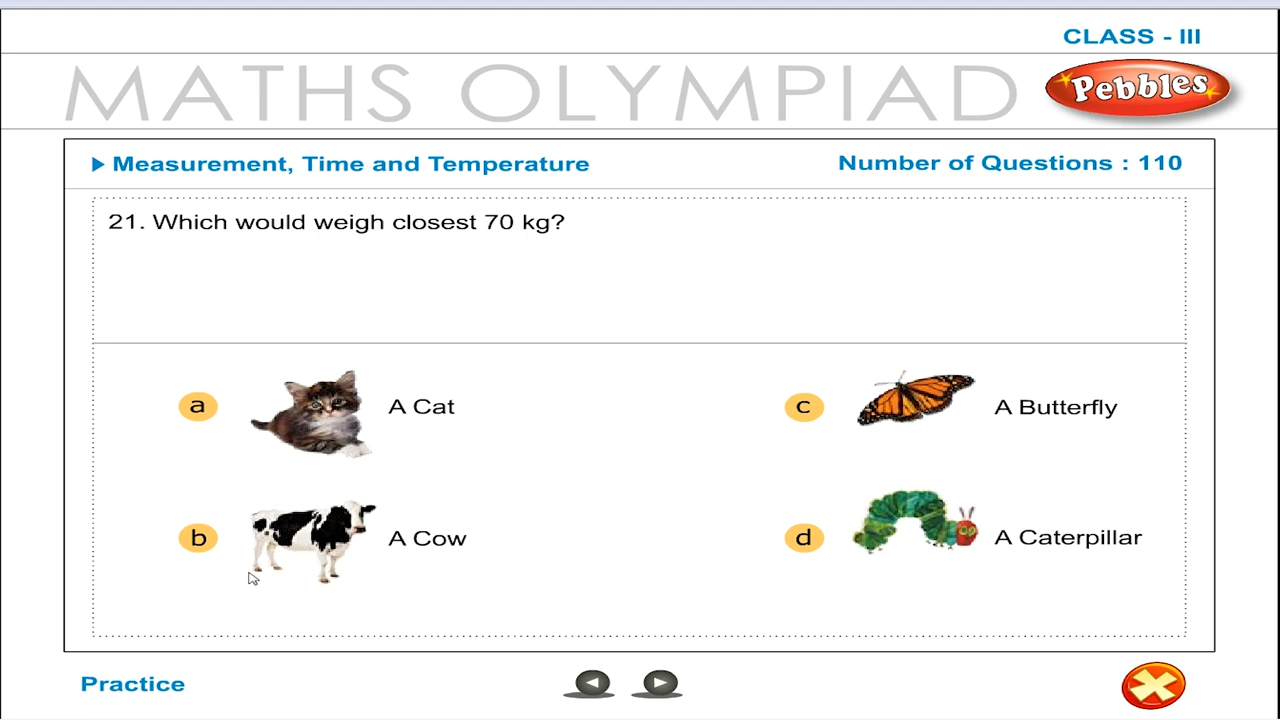 CLASS - III
MATHS OLYMPIAD
Pebbles
Measurement, Time and Temperature
Number of Questions : 110
21. Which would weigh closest 70 kg?
a A Cat
c A Butterfly
b A Cow
d A Caterpillar
Practice